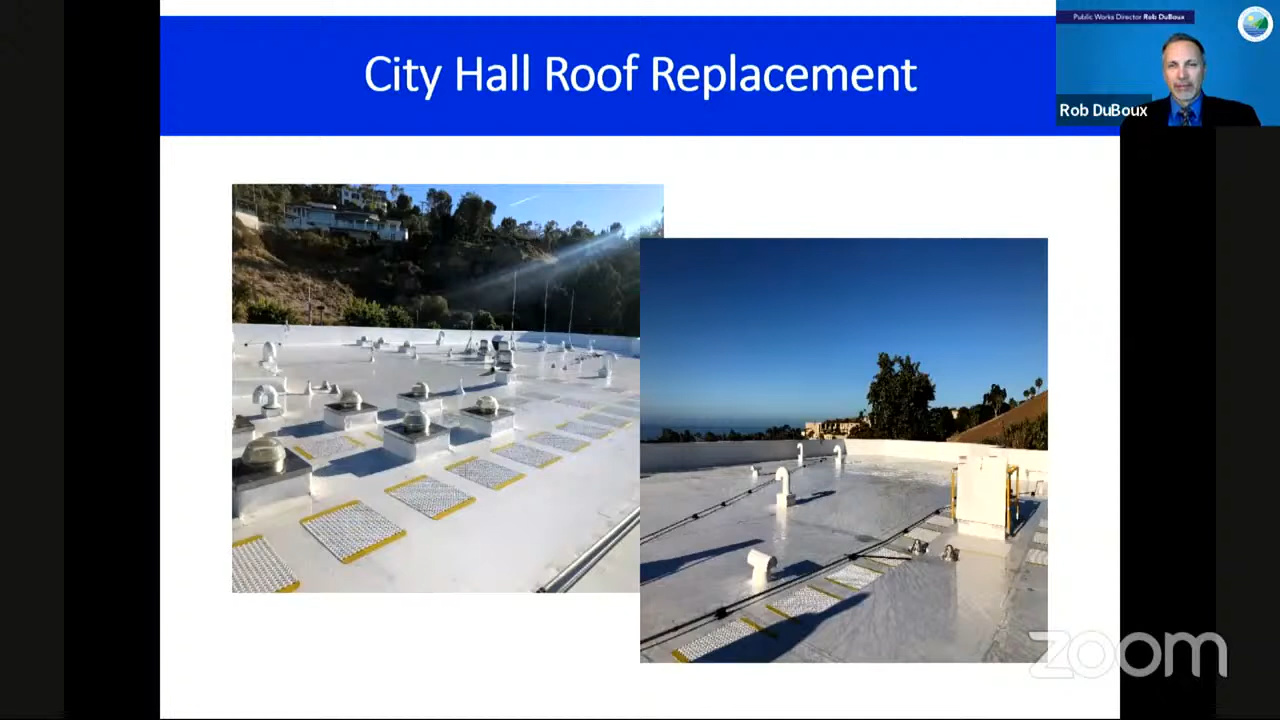 City Hall Roof Replacement
Public Works Director Rob DuBoux
Rob DuBoux
zoom